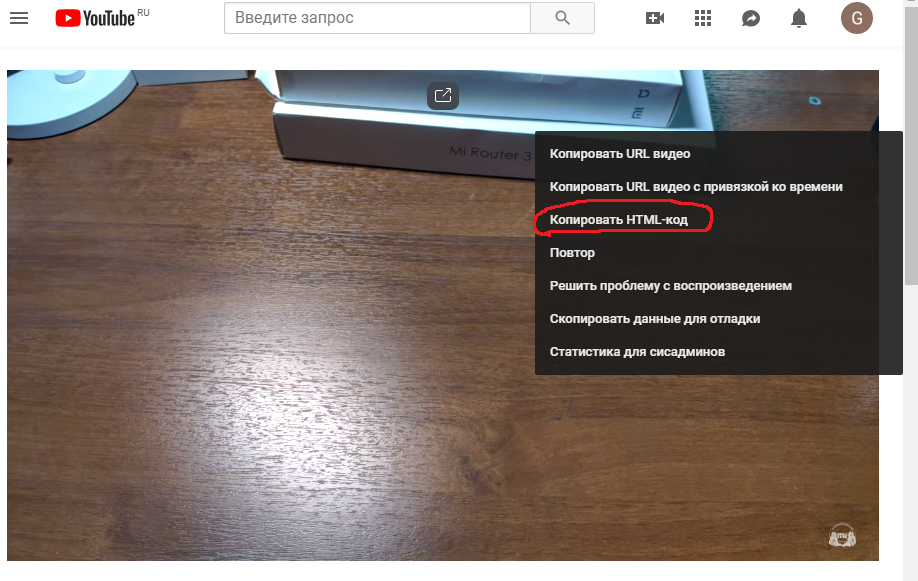 YouTube RU
Введите запрос
G
Mi Router 3
Копировать URL видео
Копировать URL видео с привязкой ко времени
Копировать HTML-код
Повтор
Решить проблему с воспроизведением
Скопировать данные для отладки
Статистика для сисадминов